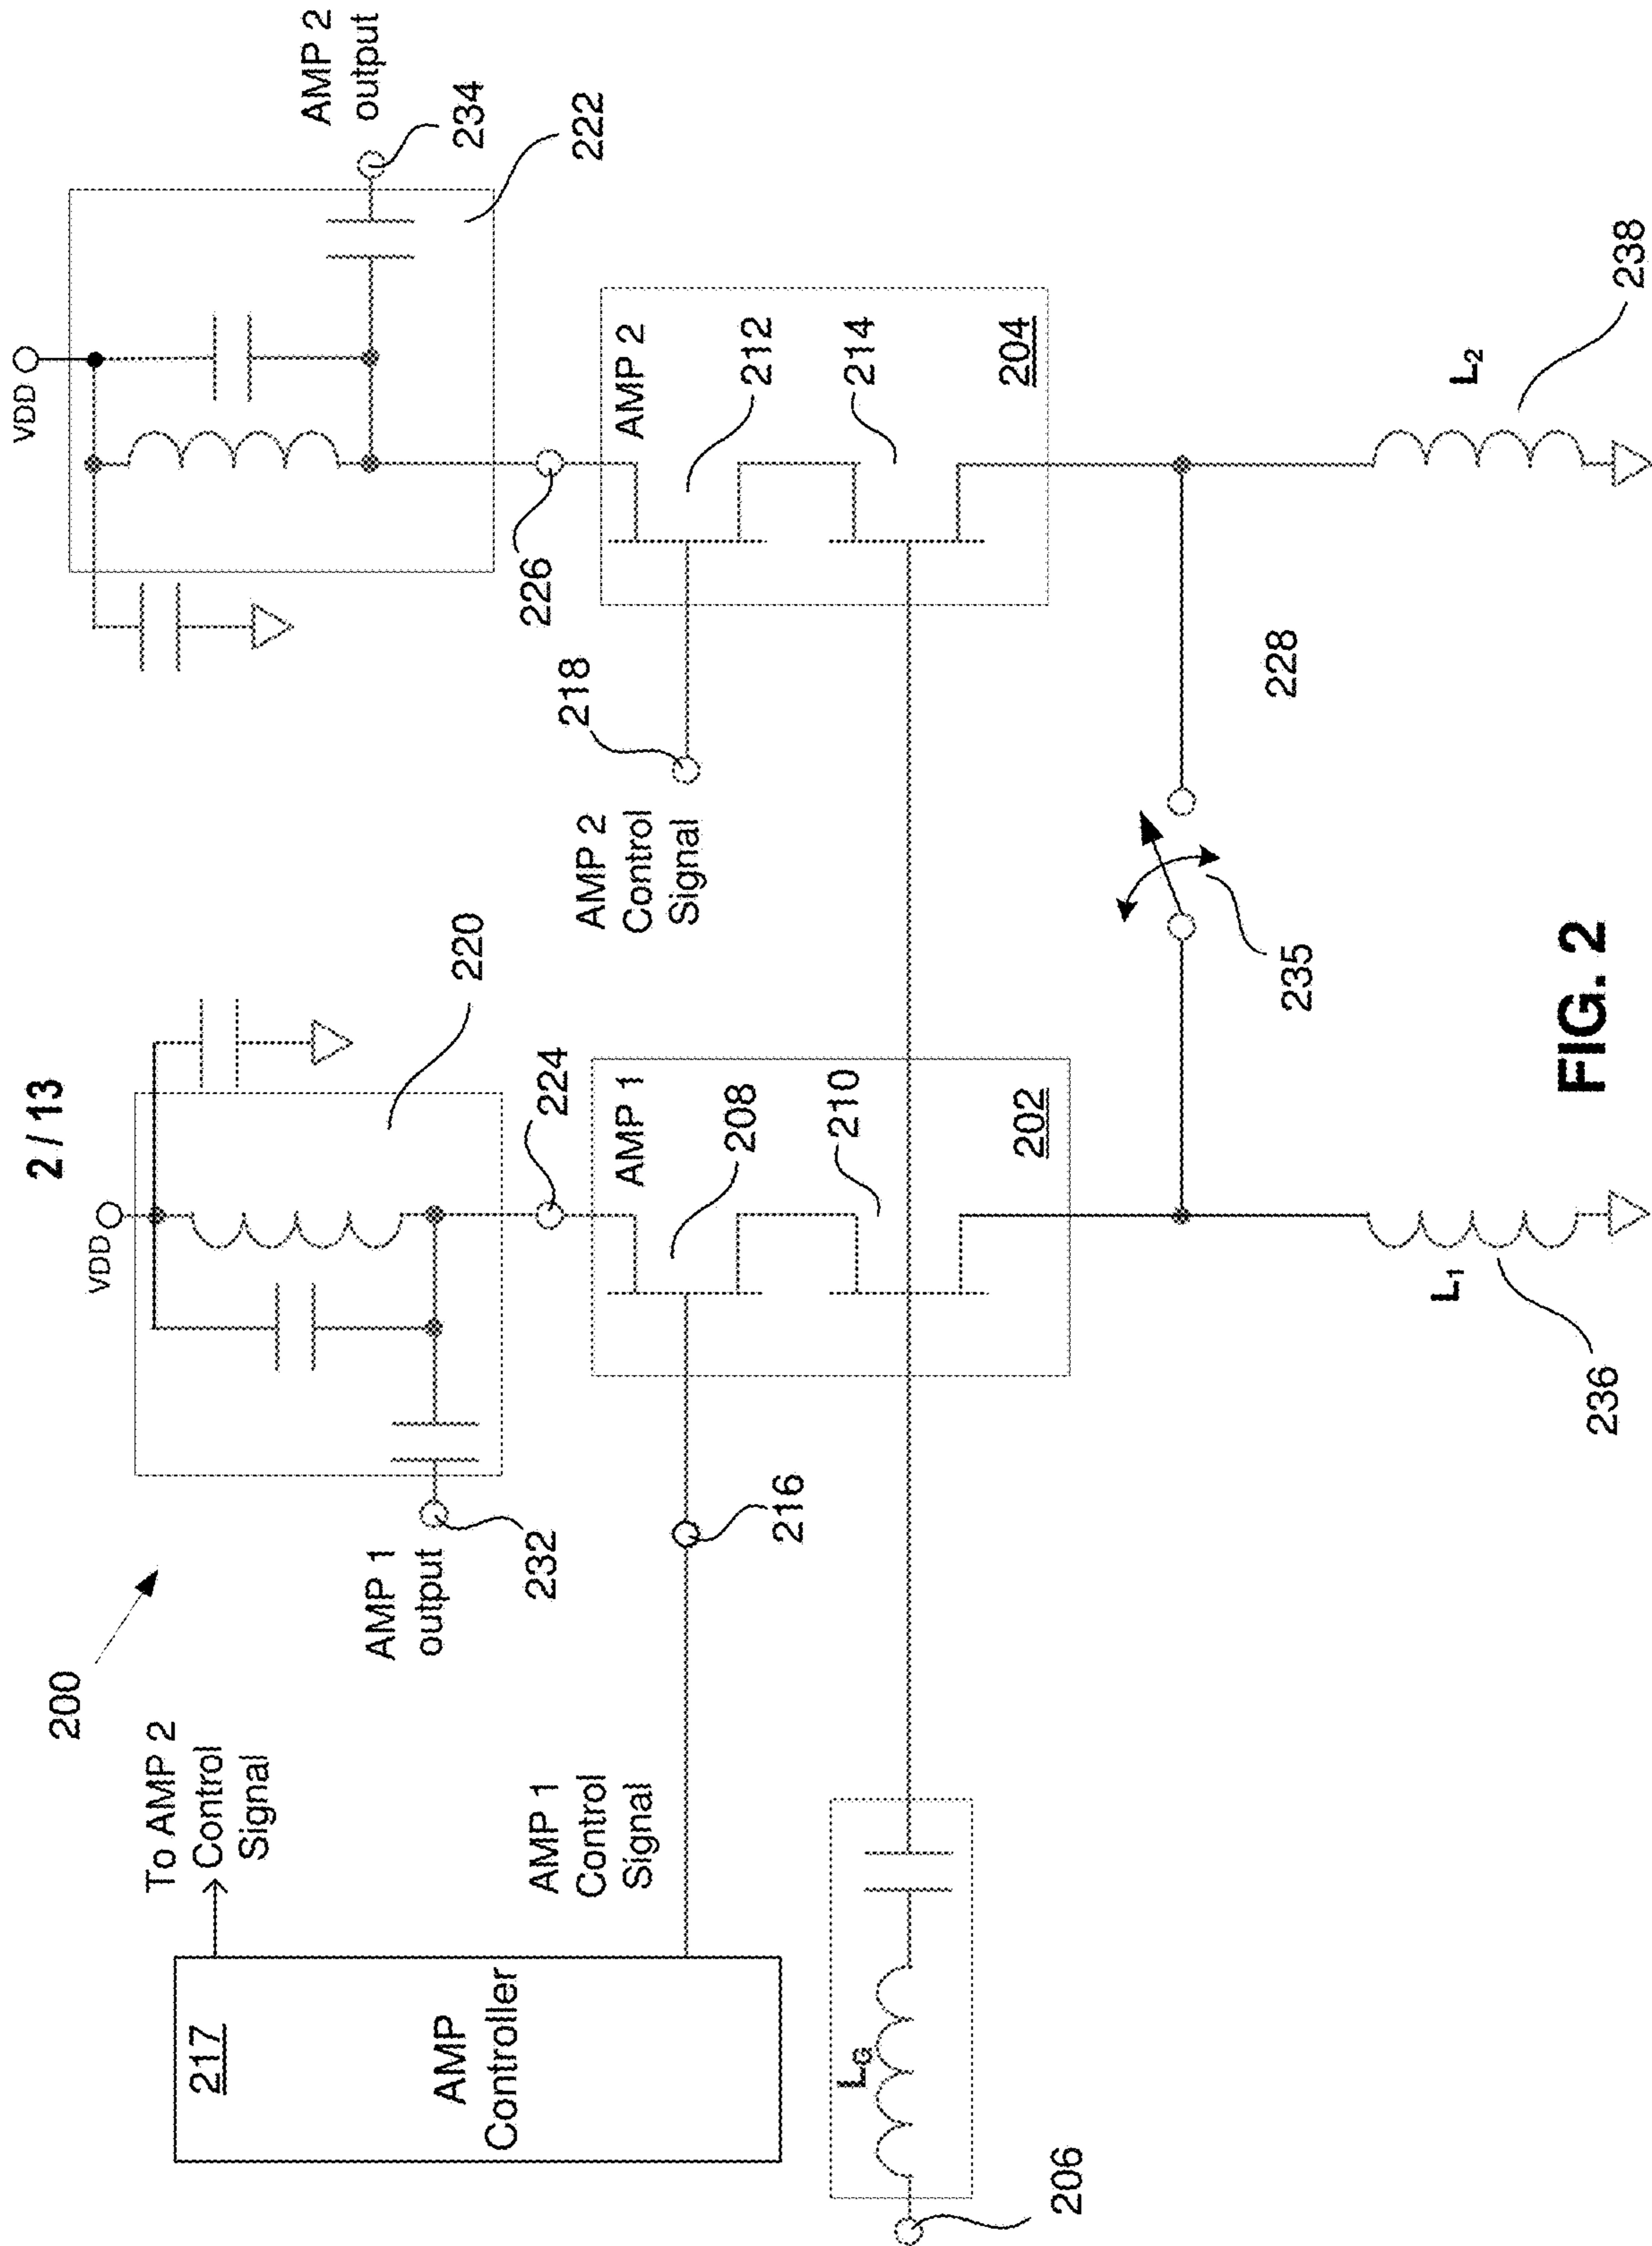 2 / 13
200
To AMP 2
Control
Signal
217
AMP
Controller
AMP 1
Control
Signal
216
206
L_G
VDD
220
AMP 1
output
232
224
AMP 1
208
210
202
VDD
AMP 2
output
234
222
226
AMP 2
Control
Signal
218
AMP 2
212
214
204
228
235
L₁
236
L₂
238
FIG. 2